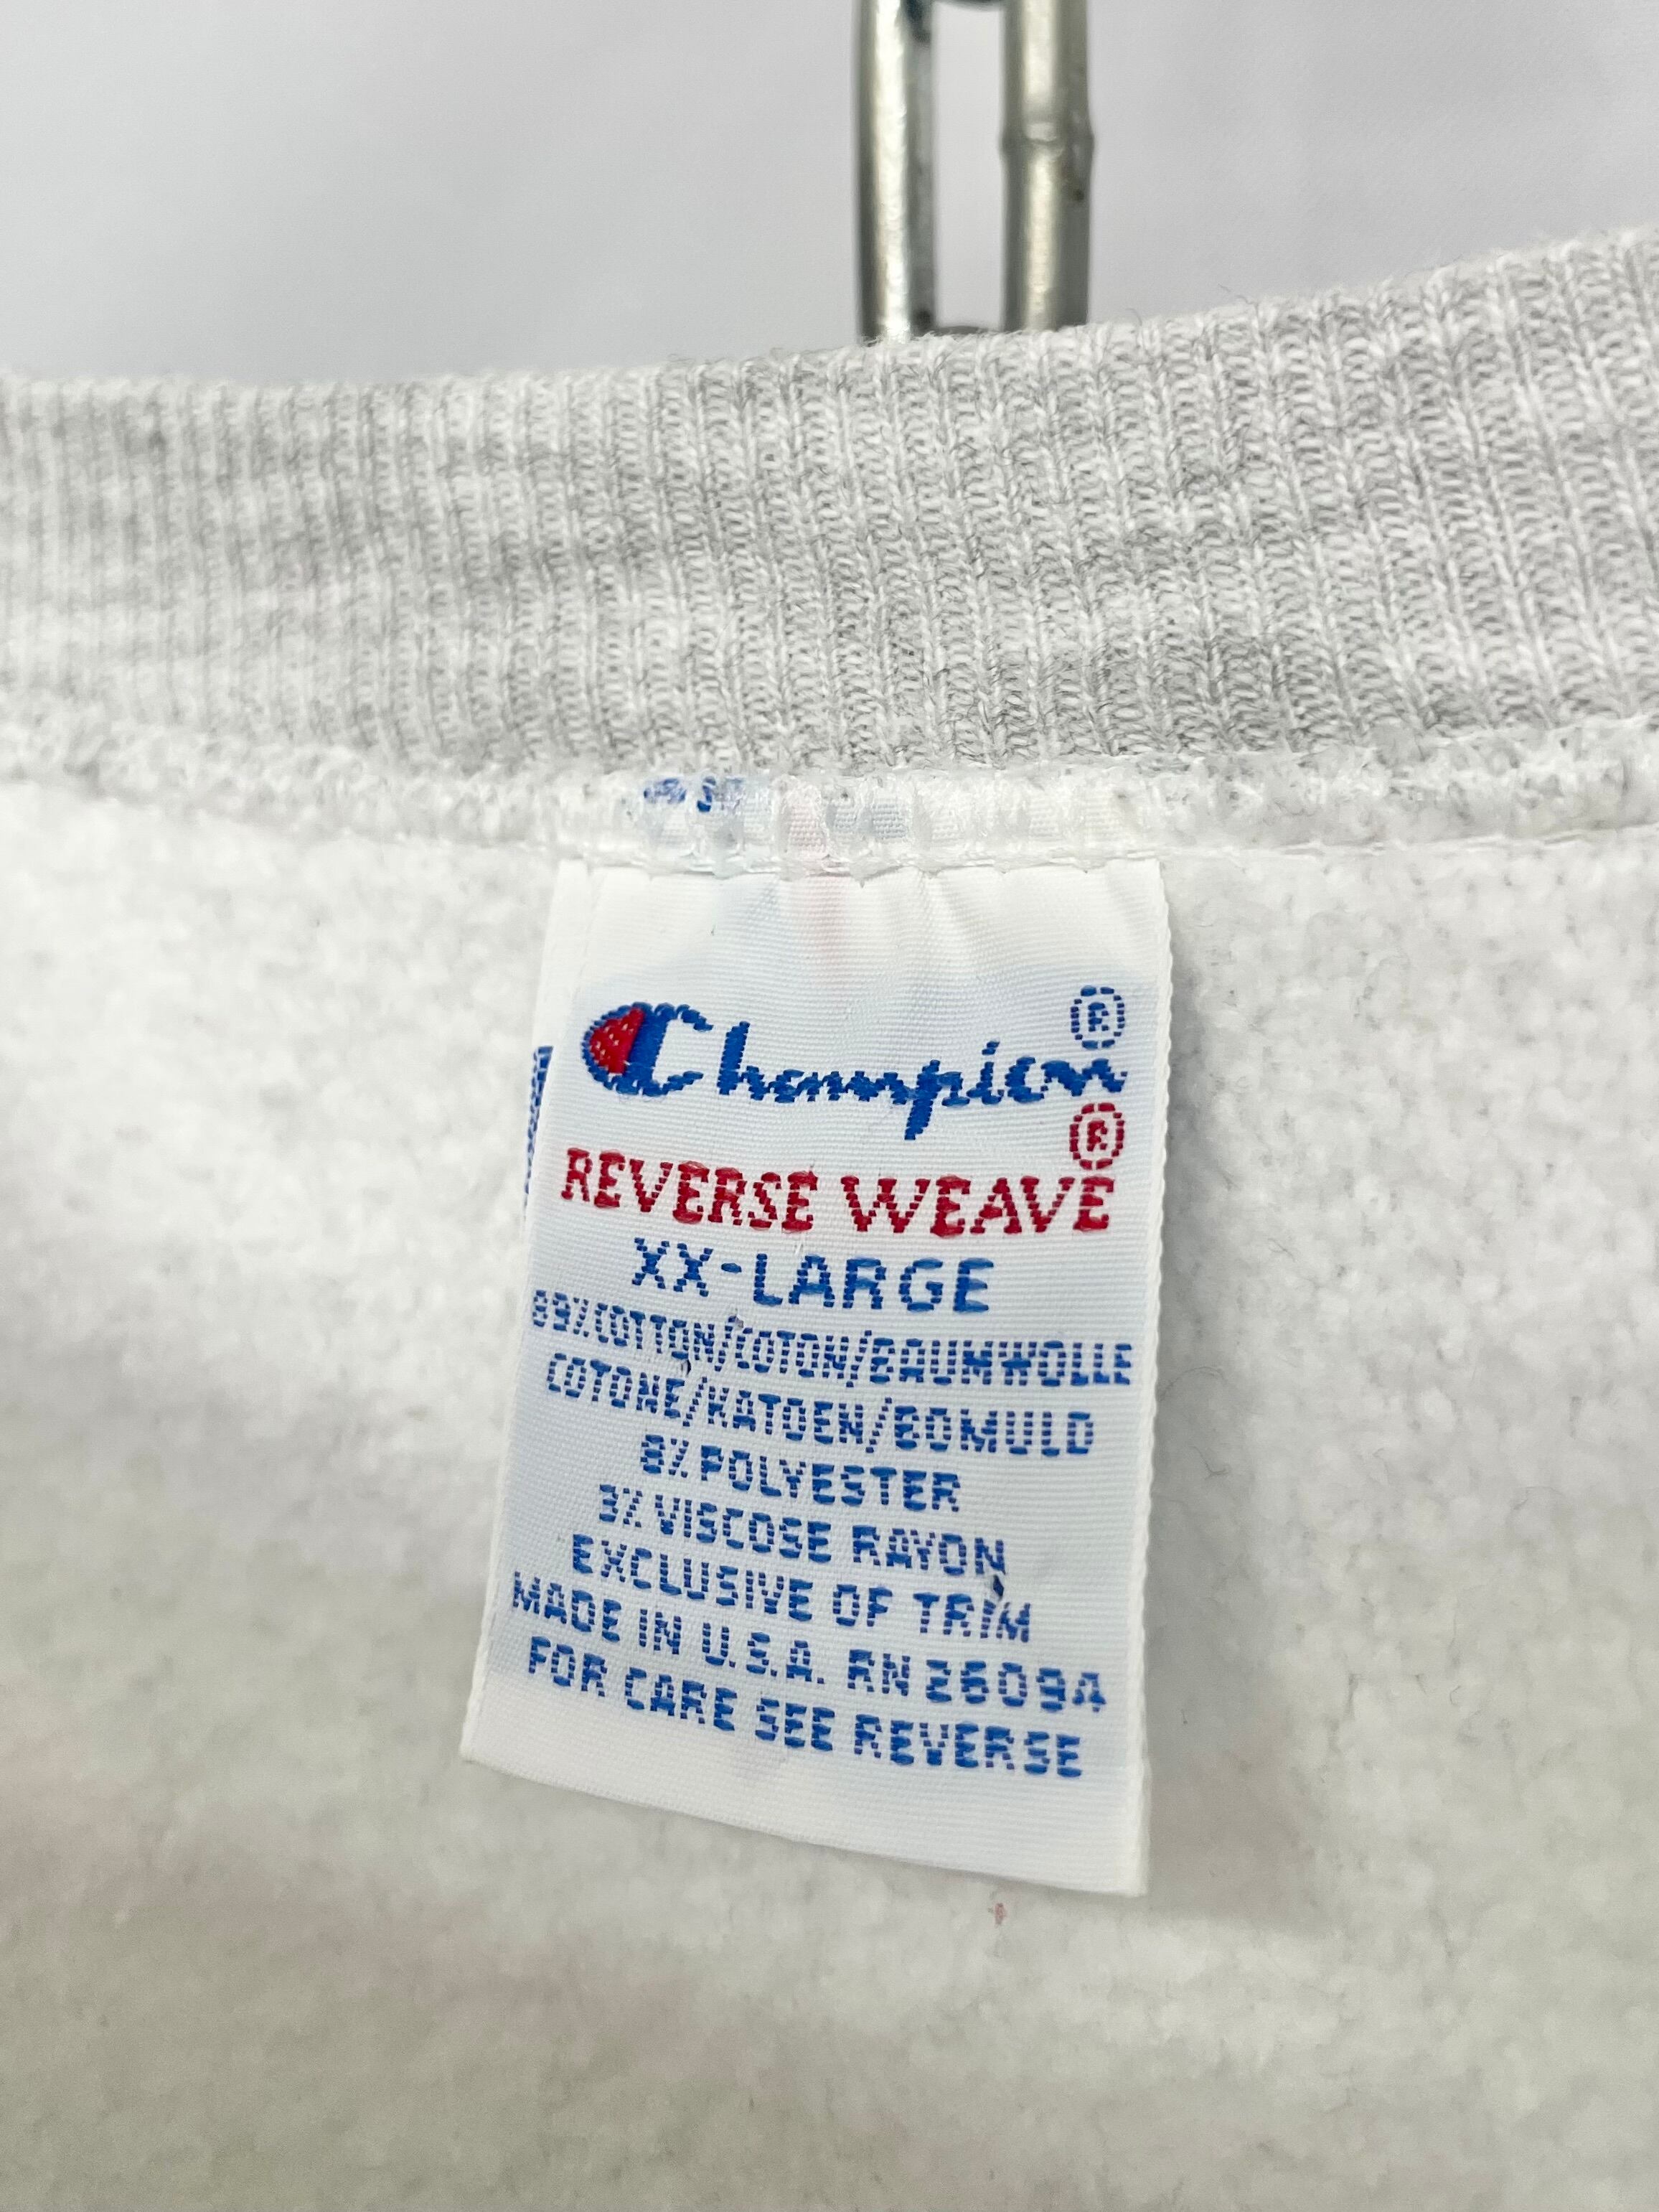 Champion®
REVERSE WEAVE®
XX-LARGE
89% COTTON/COTON/BAUMWOLLE
COTONE/KATOEN/BOMULD
8% POLYESTER
3% VISCOSE RAYON
EXCLUSIVE OF TRIM
MADE IN U.S.A. RN 26094
FOR CARE SEE REVERSE